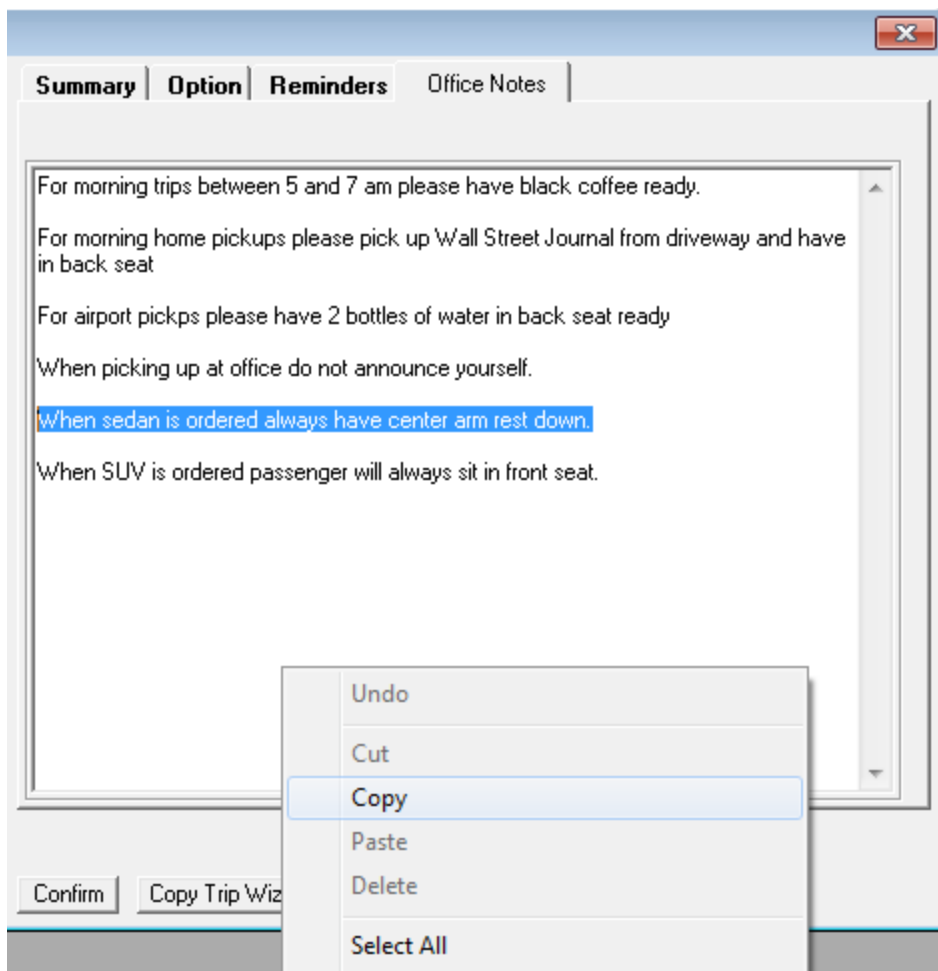 Summary Option Reminders Office Notes
For morning trips between 5 and 7 am please have black coffee ready.
For morning home pickups please pick up Wall Street Journal from driveway and have
in back seat
For airport pickps please have 2 bottles of water in back seat ready
When picking up at office do not announce yourself.
When sedan is ordered always have center arm rest down.
When SUV is ordered passenger will always sit in front seat.
Undo
Cut
Copy
Paste
Delete
Select All
Confirm Copy Trip Wiz